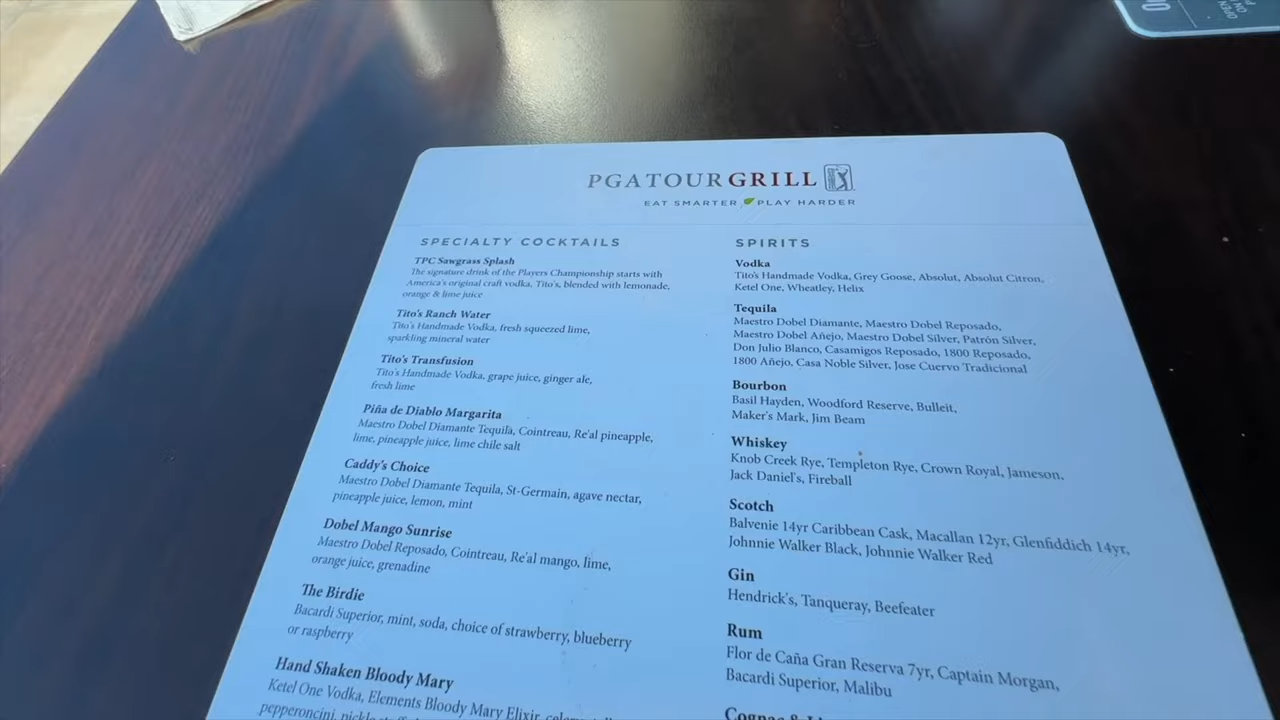 PGA TOUR GRILL
EAT SMARTER PLAY HARDER
SPECIALTY COCKTAILS
TPC Sawgrass Splash
The signature drink of the Players Championship starts with
America's original craft vodka, Tito's, blended with lemonade,
orange & lime juice
Tito's Ranch Water
Tito's Handmade Vodka, fresh squeezed lime,
sparkling mineral water
Tito's Transfusion
Tito's Handmade Vodka, grape juice, ginger ale,
fresh lime
Piña de Diablo Margarita
Maestro Dobel Diamante Tequila, Cointreau, Re'al pineapple,
lime, pineapple juice, lime chile salt
Caddy's Choice
Maestro Dobel Diamante Tequila, St-Germain, agave nectar,
pineapple juice, lemon, mint
Dobel Mango Sunrise
Maestro Dobel Reposado, Cointreau, Re'al mango, lime,
orange juice, grenadine
The Birdie
Bacardi Superior, mint, soda, choice of strawberry, blueberry
or raspberry
Hand Shaken Bloody Mary
Ketel One Vodka, Elements Bloody Mary Elixir,
pepperoncini,
SPIRITS
Vodka
Tito's Handmade Vodka, Grey Goose, Absolut, Absolut Citron,
Ketel One, Wheatley, Helix
Tequila
Maestro Dobel Diamante, Maestro Dobel Reposado,
Maestro Dobel Añejo, Maestro Dobel Silver, Patrón Silver,
Don Julio Blanco, Casamigos Reposado, 1800 Reposado,
1800 Añejo, Casa Noble Silver, Jose Cuervo Tradicional
Bourbon
Basil Hayden, Woodford Reserve, Bulleit,
Maker's Mark, Jim Beam
Whiskey
Knob Creek Rye, Templeton Rye, Crown Royal, Jameson,
Jack Daniel's, Fireball
Scotch
Balvenie 14yr Caribbean Cask, Macallan 12yr, Glenfiddich 14yr,
Johnnie Walker Black, Johnnie Walker Red
Gin
Hendrick's, Tanqueray, Beefeater
Rum
Flor de Caña Gran Reserva 7yr, Captain Morgan,
Bacardi Superior, Malibu
OPEN